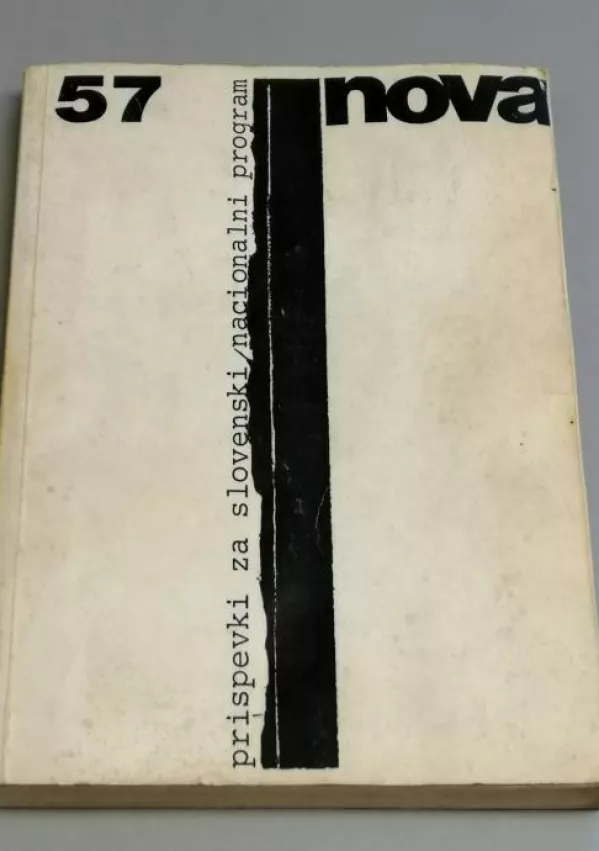 57
nova
prispevki za slovenski nacionalni program